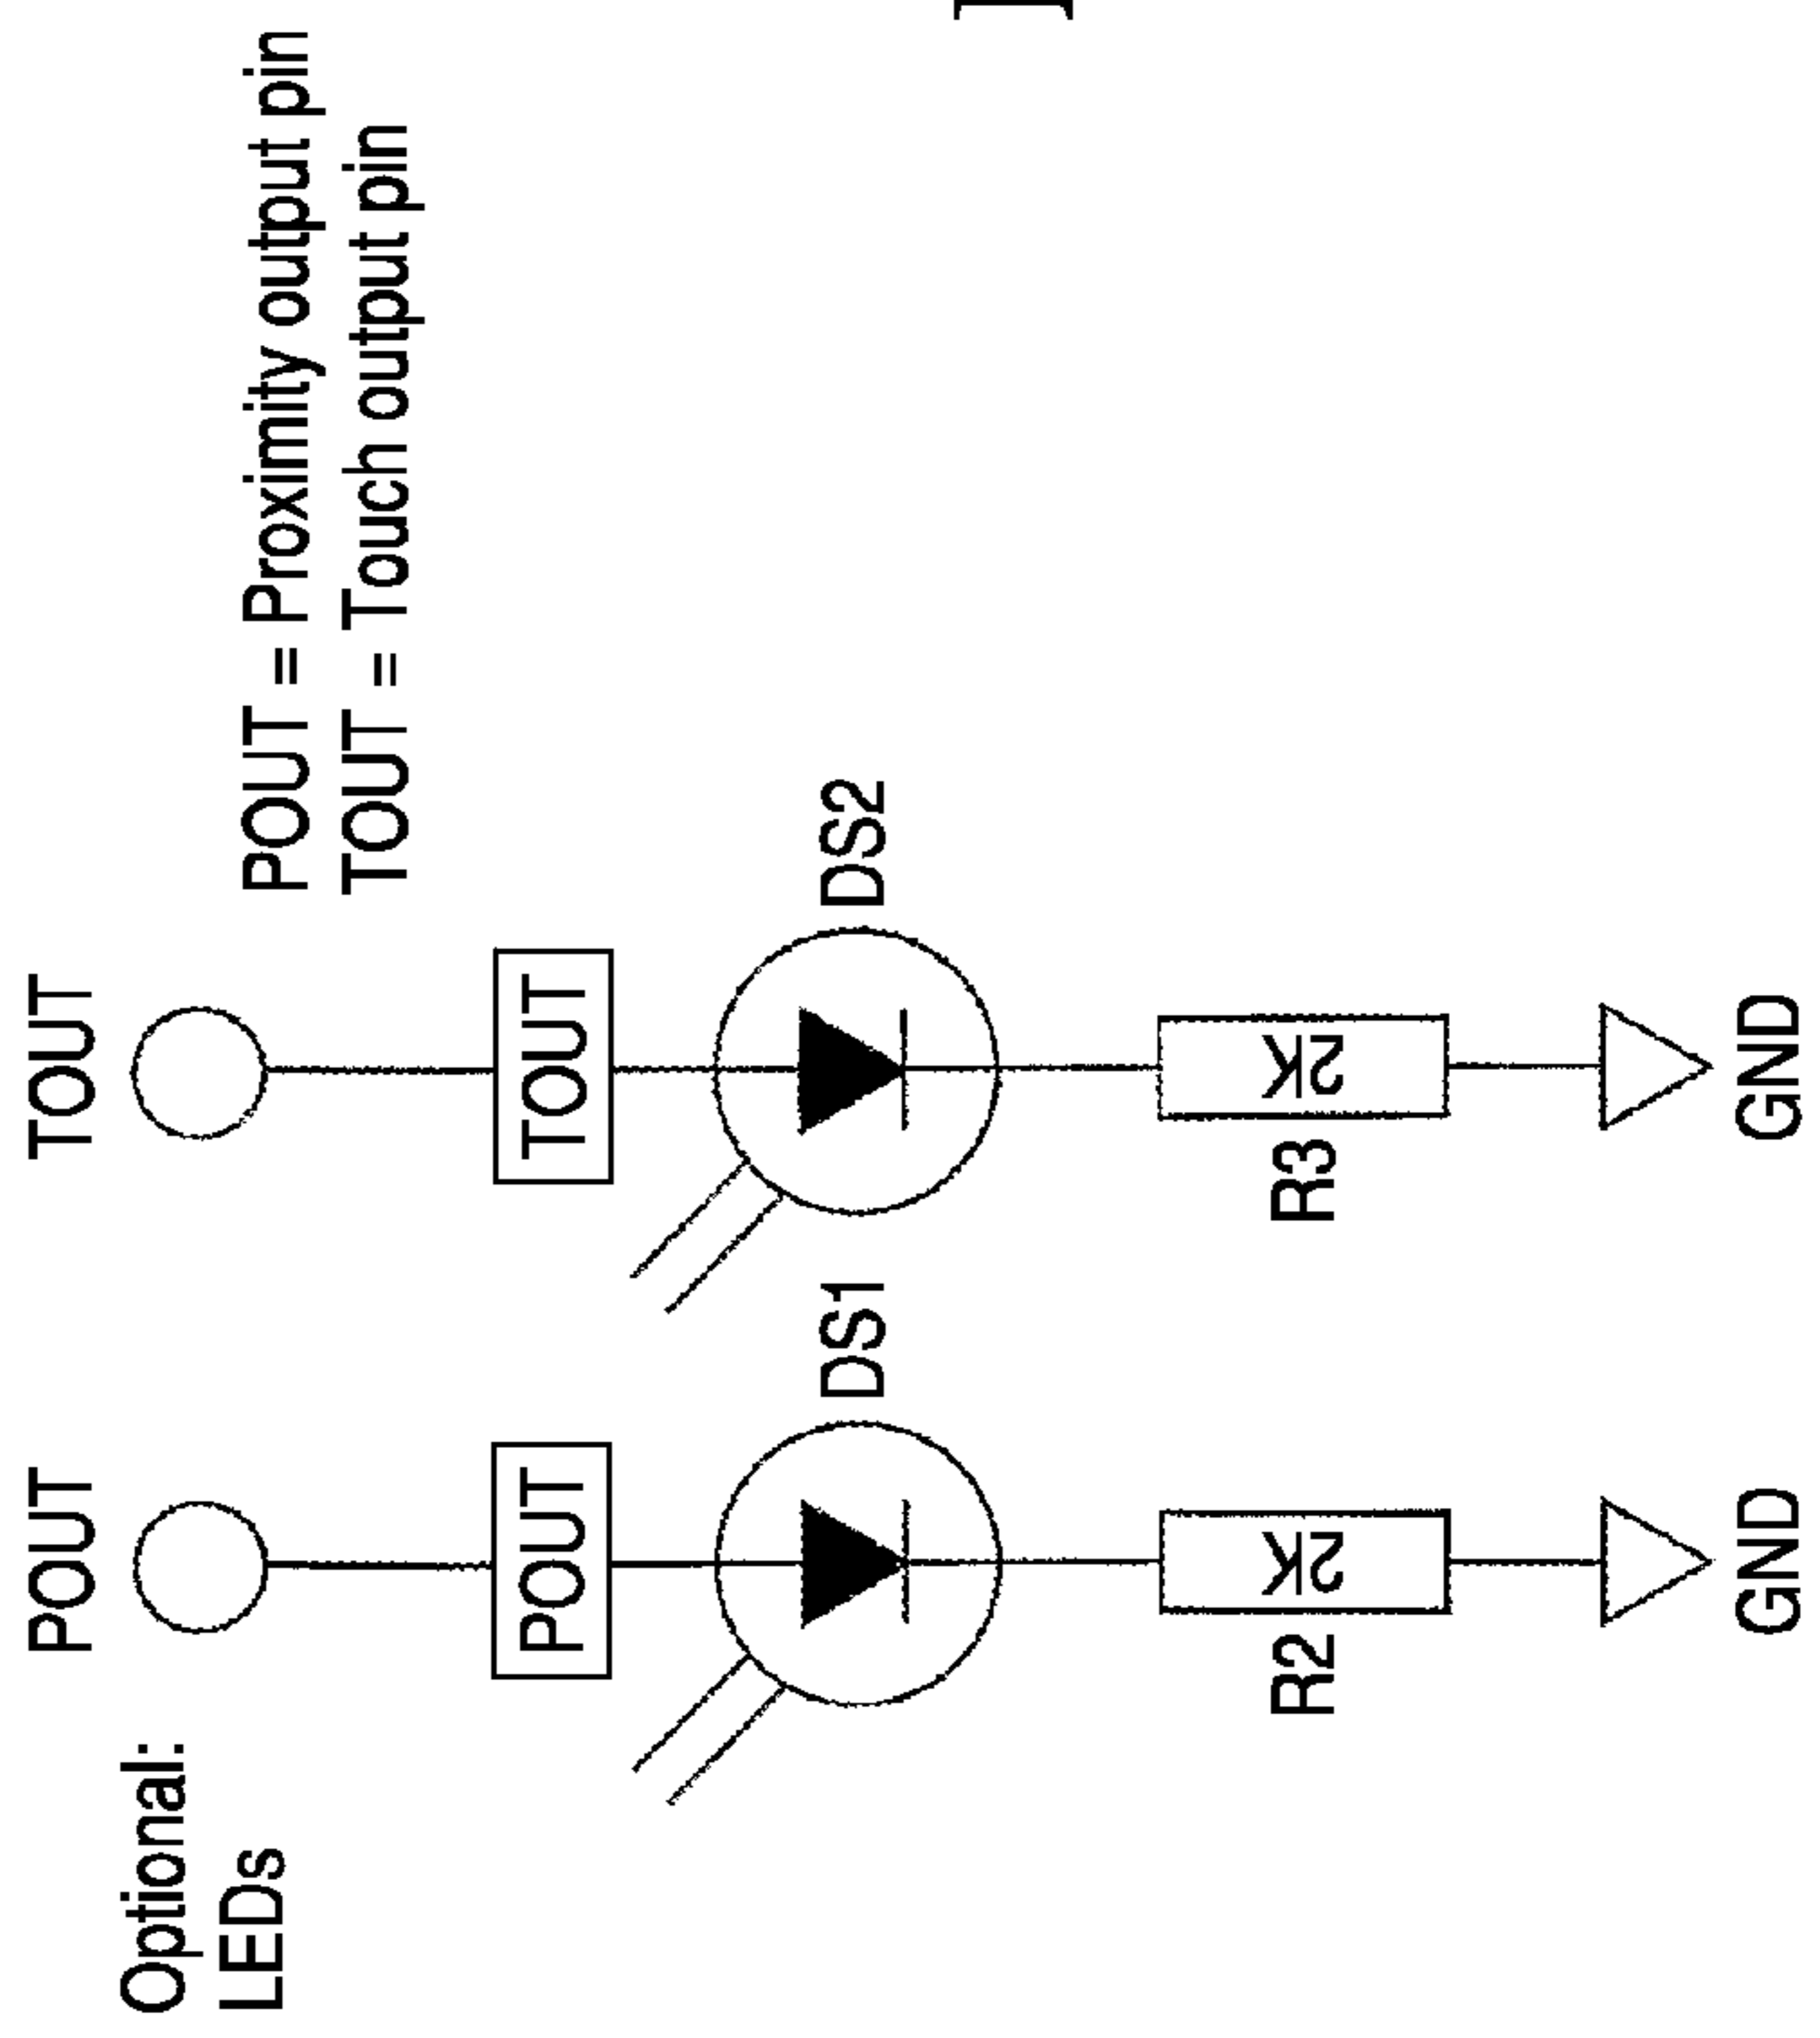 Optional:
LEDs
POUT
TOUT
POUT = Proximity output pin
TOUT = Touch output pin
POUT
TOUT
DS1
DS2
R2
2K
R3
2K
GND
GND